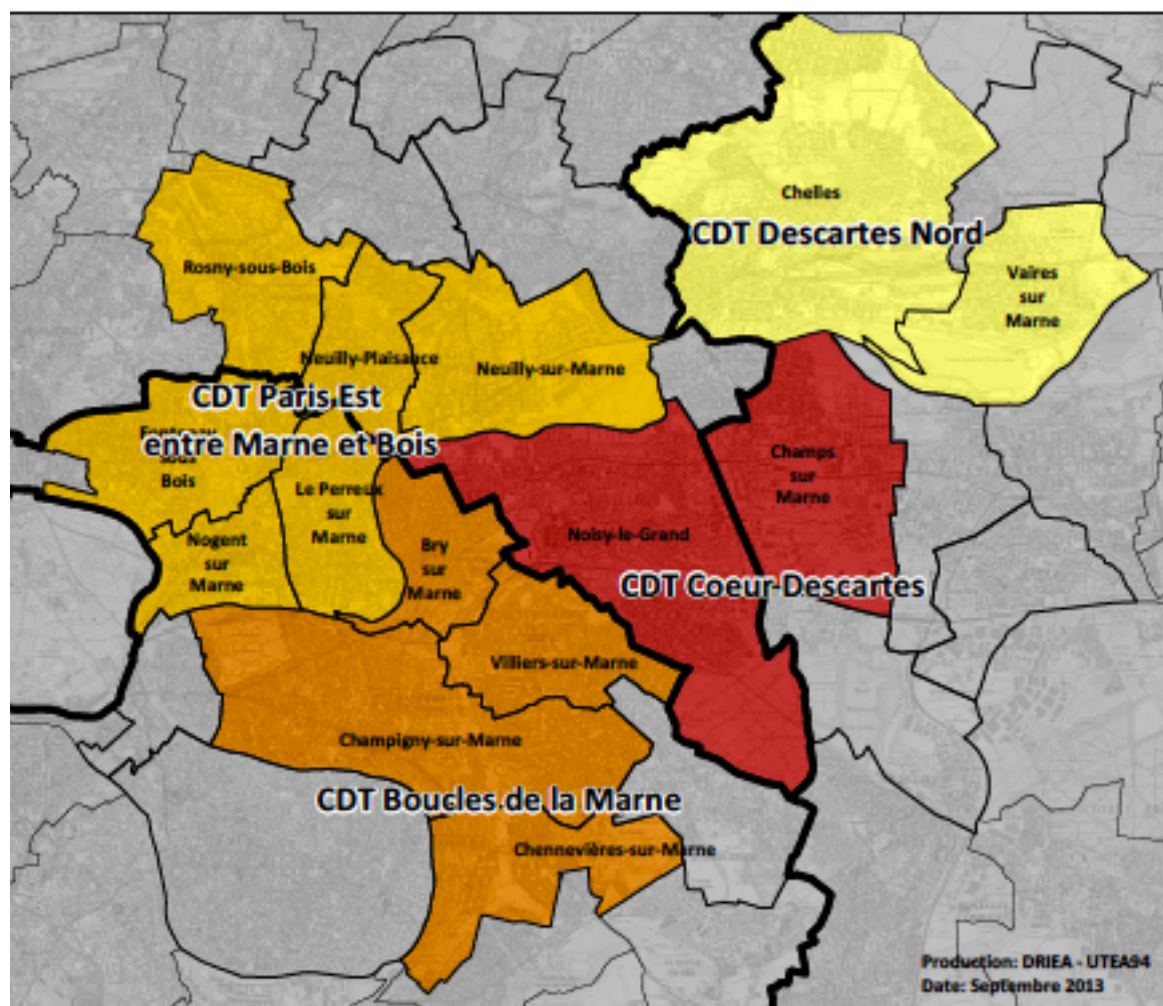 Chelles
CDT Descartes Nord
Vaires
sur
Marne
Rosny-sous-Bois
Neuilly-Plaisance
Neuilly-sur-Marne
CDT Paris Est
entre Marne et Bois
sous
Bois
Le Perreux
sur
Marne
Nogent
sur
Marne
Bry
sur
Marne
Champs
sur
Marne
Noisy-le-Grand
CDT Coeur Descartes
Villiers-sur-Marne
Champigny-sur-Marne
CDT Boucles de la Marne
Chennevières-sur-Marne
Production: DRIEA - UTEA94
Date: Septembre 2013